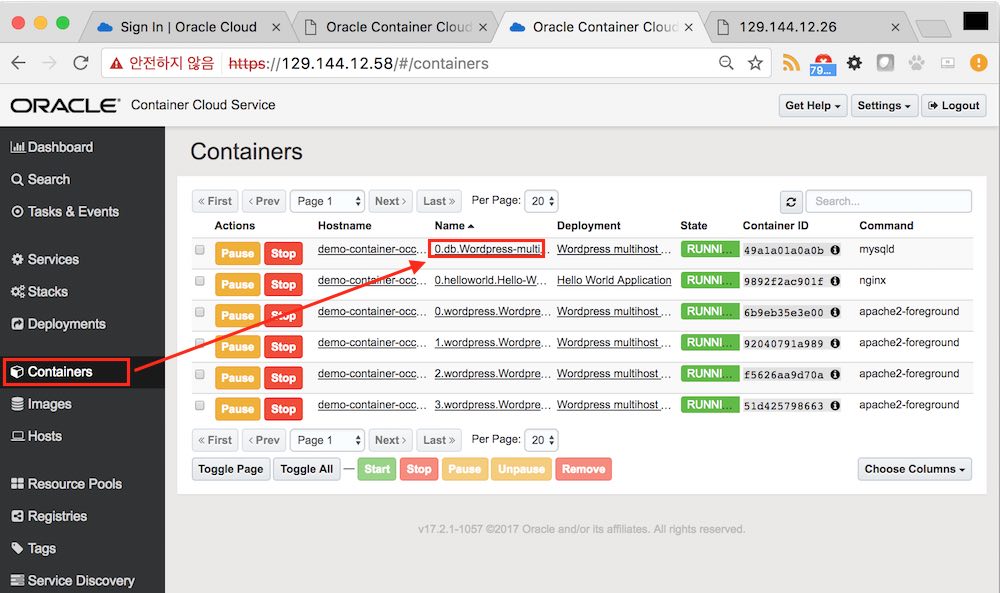 Sign In | Oracle Cloud
Oracle Container Cloud
Oracle Container Cloud
129.144.12.26
안전하지 않음 https://129.144.12.58/#/containers
79...
ORACLE® Container Cloud Service
Get Help
Settings
Logout
Dashboard
Search
Tasks & Events
Services
Stacks
Deployments
Containers
Images
Hosts
Resource Pools
Registries
Tags
Service Discovery
Containers
« First ‹ Prev Page 1 Next › Last » Per Page: 20 Search...
Actions Hostname Name Deployment State Container ID Command
Pause Stop demo-container-occ... 0.db.Wordpress-multi... Wordpress multihost ... RUNNI... 49a1a01a0a0b mysqld
Pause Stop demo-container-occ... 0.helloworld.Hello-W... Hello World Application RUNNI... 9892f2ac901f nginx
Pause Stop demo-container-occ... 0.wordpress.Wordpre... Wordpress multihost ... RUNNI... 6b9eb35e3e00 apache2-foreground
Pause Stop demo-container-occ... 1.wordpress.Wordpre... Wordpress multihost ... RUNNI... 92040791a989 apache2-foreground
Pause Stop demo-container-occ... 2.wordpress.Wordpre... Wordpress multihost ... RUNNI... f5626aa9d70a apache2-foreground
Pause Stop demo-container-occ... 3.wordpress.Wordpre... Wordpress multihost ... RUNNI... 51d425798663 apache2-foreground
« First ‹ Prev Page 1 Next › Last » Per Page: 20
Toggle Page Toggle All — Start Stop Pause Unpause Remove Choose Columns
v17.2.1-1057 ©2017 Oracle and/or its affiliates. All rights reserved.